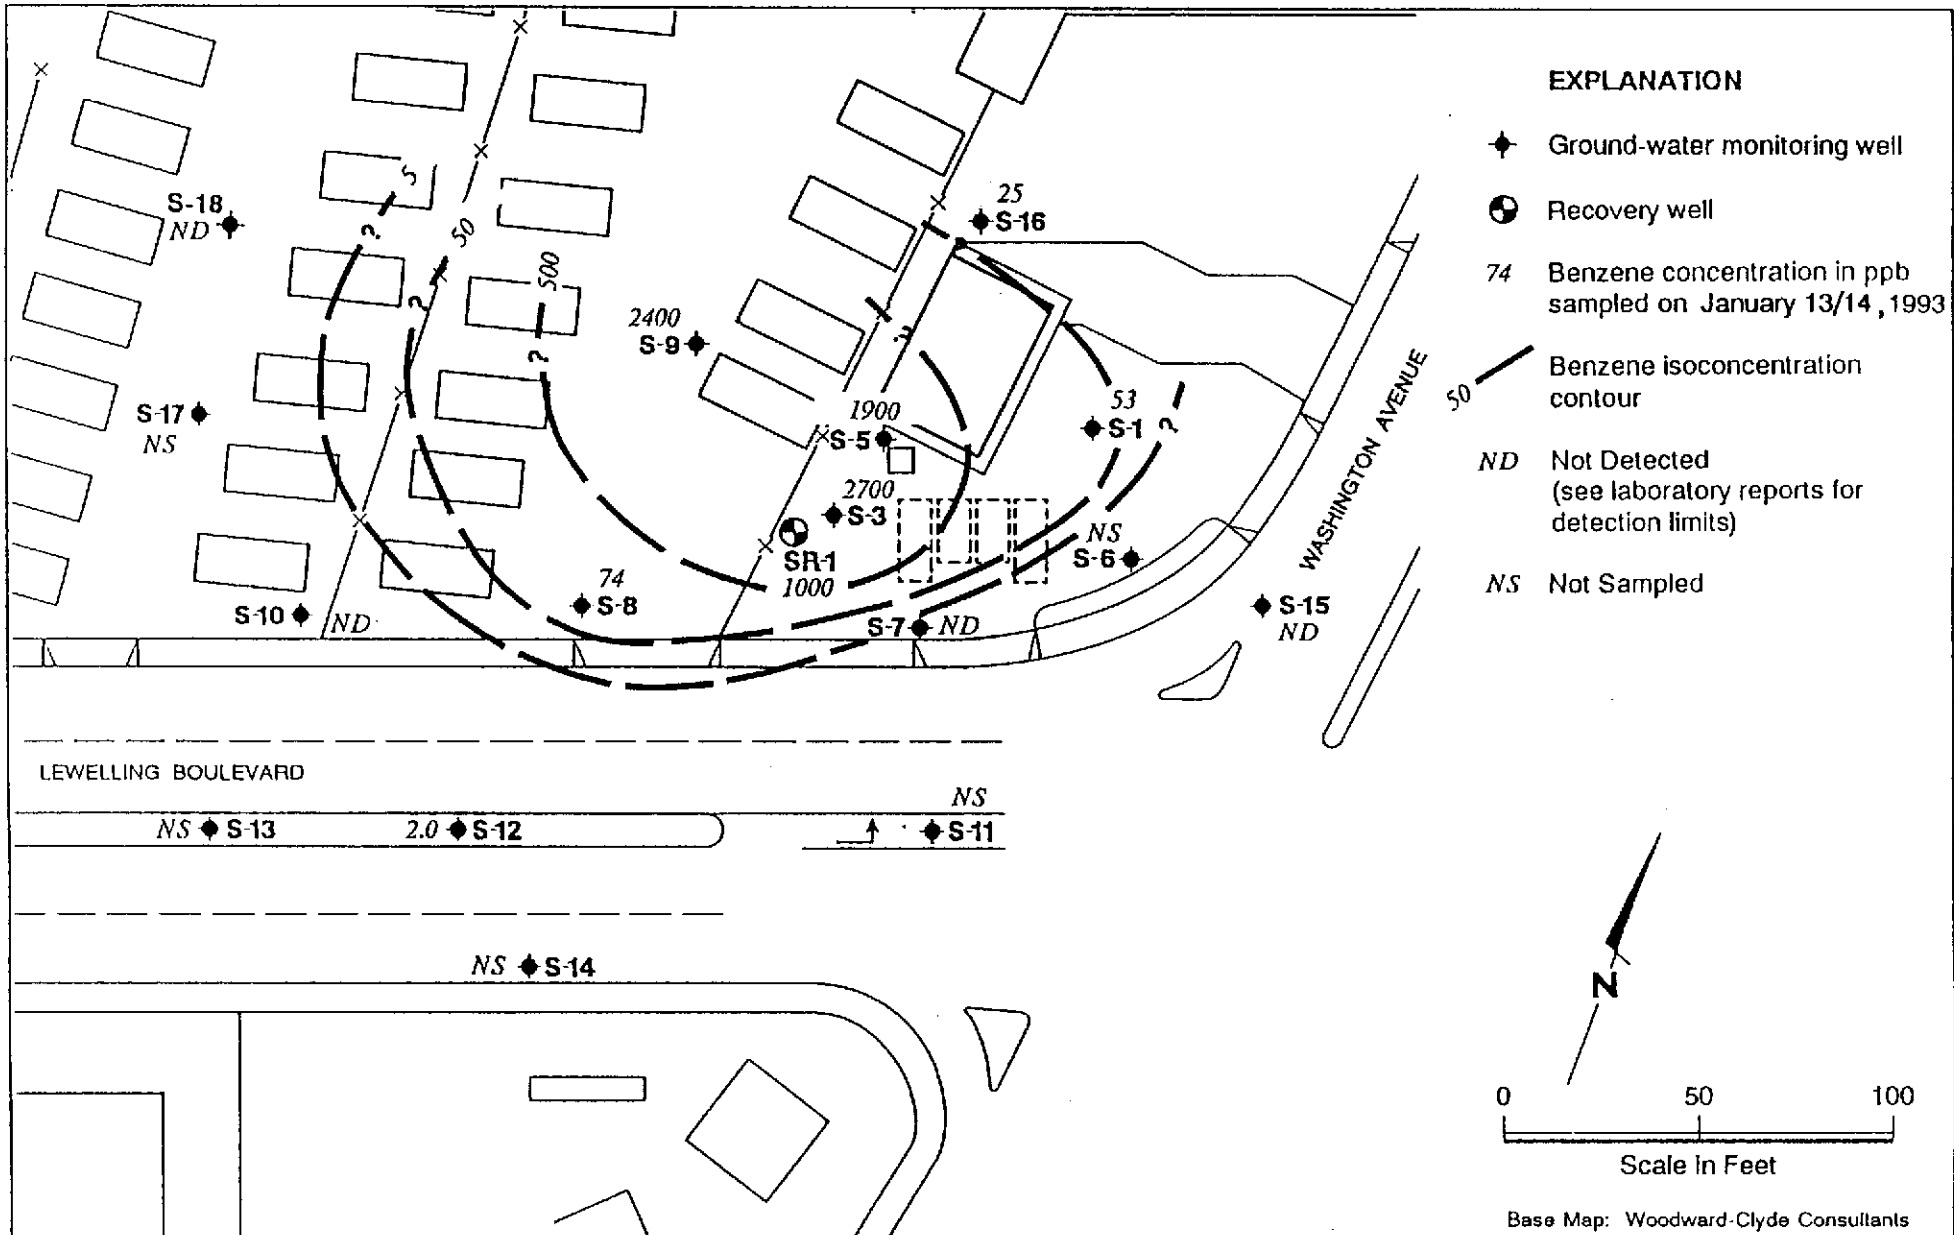 EXPLANATION
Ground-water monitoring well
Recovery well
74 Benzene concentration in ppb
sampled on January 13/14, 1993
50 Benzene isoconcentration
contour
ND Not Detected
(see laboratory reports for
detection limits)
NS Not Sampled
5
50
500
?
?
?
?
?
S-18
ND
25
S-16
2400
S-9
S-17
NS
1900
S-5
53
S-1
2700
S-3
SR-1
1000
NS
S-6
74
S-8
S-10 ND
S-7 ND
S-15
ND
WASHINGTON AVENUE
LEWELLING BOULEVARD
NS S-13
2.0 S-12
NS
S-11
NS S-14
N
0 50 100
Scale in Feet
Base Map: Woodward-Clyde Consultants